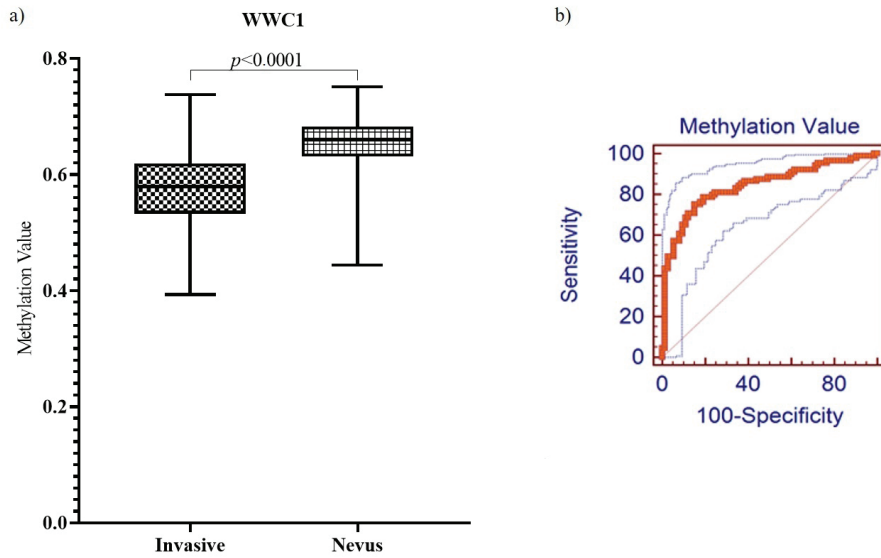 a)
WWC1
p<0.0001
Methylation Value
0.8
0.6
0.4
0.2
0.0
Invasive Nevus
b)
Methylation Value
Sensitivity
100
80
60
40
20
0
0 40 80
100-Specificity